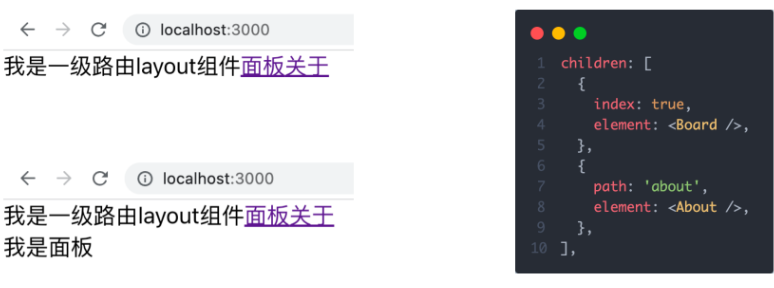 localhost:3000
我是一级路由layout组件面板关于
localhost:3000
我是一级路由layout组件面板关于
我是面板
1 children: [
2   {
3     index: true,
4     element: <Board />,
5   },
6   {
7     path: 'about',
8     element: <About />,
9   },
10 ],